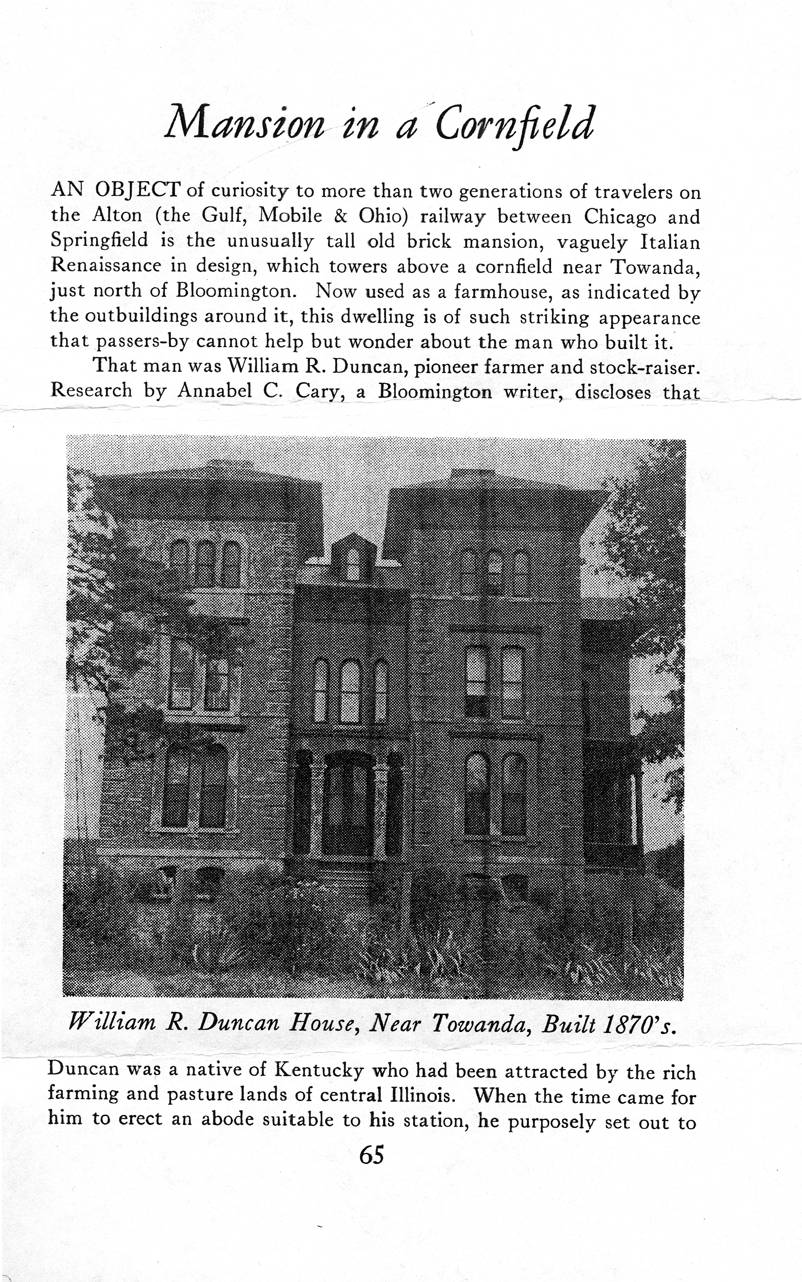 Mansion in a Cornfield
AN OBJECT of curiosity to more than two generations of travelers on
the Alton (the Gulf, Mobile & Ohio) railway between Chicago and
Springfield is the unusually tall old brick mansion, vaguely Italian
Renaissance in design, which towers above a cornfield near Towanda,
just north of Bloomington. Now used as a farmhouse, as indicated by
the outbuildings around it, this dwelling is of such striking appearance
that passers-by cannot help but wonder about the man who built it.
That man was William R. Duncan, pioneer farmer and stock-raiser.
Research by Annabel C. Cary, a Bloomington writer, discloses that
William R. Duncan House, Near Towanda, Built 1870's.
Duncan was a native of Kentucky who had been attracted by the rich
farming and pasture lands of central Illinois. When the time came for
him to erect an abode suitable to his station, he purposely set out to
65